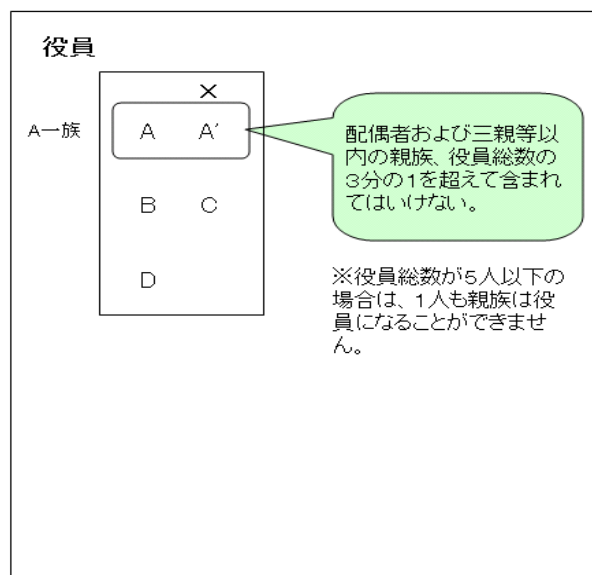 役員
×
A一族
A A′
B C
D
配偶者および三親等以
内の親族、役員総数の
3分の1を超えて含まれ
てはいけない。
※役員総数が5人以下の
場合は、1人も親族は役
員になることができませ
ん。